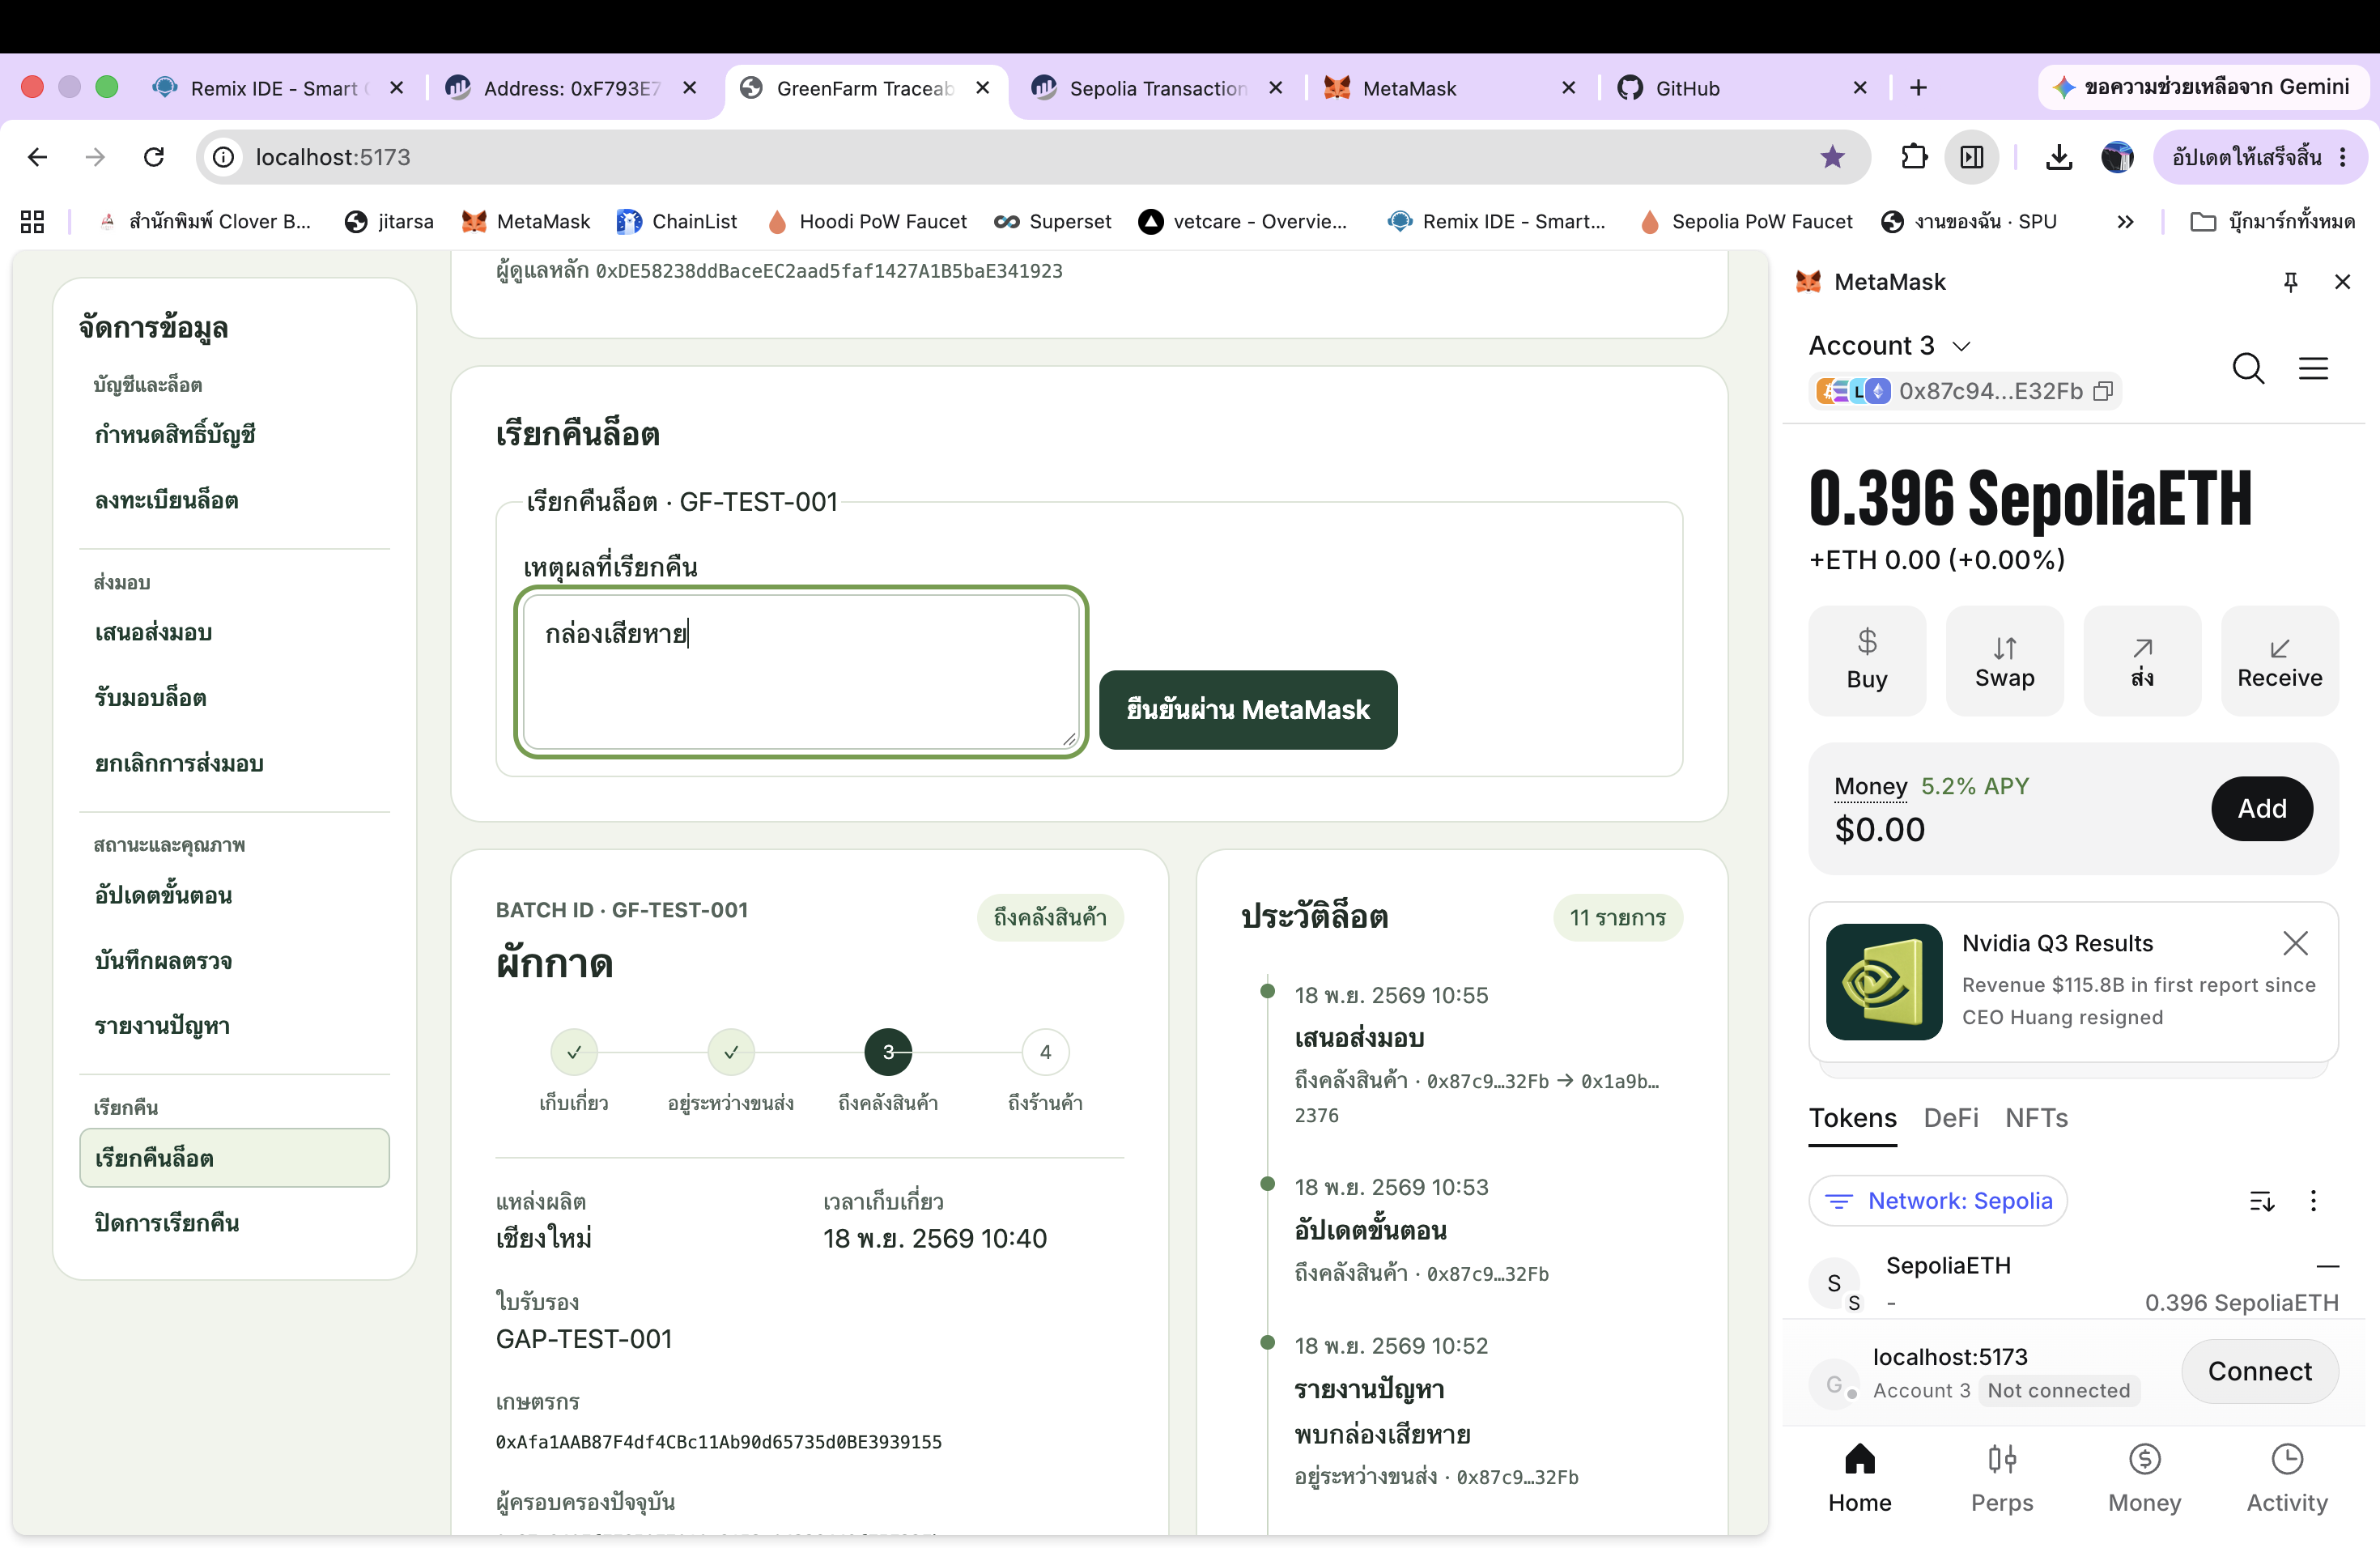 Remix IDE - Smart
Address: 0xF793E7
GreenFarm Traceab
Sepolia Transaction
MetaMask
GitHub
ขอความช่วยเหลือจาก Gemini
localhost:5173
อัปเดตให้เสร็จสิ้น
สำนักพิมพ์ Clover B...
jitarsa
MetaMask
ChainList
Hoodi PoW Faucet
Superset
vetcare - Overvie...
Remix IDE - Smart...
Sepolia PoW Faucet
งานของฉัน · SPU
บุ๊กมาร์กทั้งหมด
จัดการข้อมูล
บัญชีและล็อต
กำหนดสิทธิ์บัญชี
ลงทะเบียนล็อต
ส่งมอบ
เสนอส่งมอบ
รับมอบล็อต
ยกเลิกการส่งมอบ
สถานะและคุณภาพ
อัปเดตขั้นตอน
บันทึกผลตรวจ
รายงานปัญหา
เรียกคืน
เรียกคืนล็อต
ปิดการเรียกคืน
ผู้ดูแลหลัก 0xDE58238ddBaceEC2aad5faf1427A1B5baE341923
เรียกคืนล็อต
เรียกคืนล็อต · GF-TEST-001
เหตุผลที่เรียกคืน
กล่องเสียหาย
ยืนยันผ่าน MetaMask
BATCH ID · GF-TEST-001
ถึงคลังสินค้า
ผักกาด
3
4
เก็บเกี่ยว
อยู่ระหว่างขนส่ง
ถึงคลังสินค้า
ถึงร้านค้า
แหล่งผลิต
เชียงใหม่
เวลาเก็บเกี่ยว
18 พ.ย. 2569 10:40
ใบรับรอง
GAP-TEST-001
เกษตรกร
0xAfa1AAB87F4df4CBc11Ab90d65735d0BE3939155
ผู้ครอบครองปัจจุบัน
ประวัติล็อต
11 รายการ
18 พ.ย. 2569 10:55
เสนอส่งมอบ
ถึงคลังสินค้า · 0x87c9…32Fb → 0x1a9b…
2376
18 พ.ย. 2569 10:53
อัปเดตขั้นตอน
ถึงคลังสินค้า · 0x87c9…32Fb
18 พ.ย. 2569 10:52
รายงานปัญหา
พบกล่องเสียหาย
อยู่ระหว่างขนส่ง · 0x87c9…32Fb
MetaMask
Account 3
L
0x87c94...E32Fb
0.396 SepoliaETH
+ETH 0.00 (+0.00%)
Buy
Swap
ส่ง
Receive
Money 5.2% APY
$0.00
Add
Nvidia Q3 Results
Revenue $115.8B in first report since
CEO Huang resigned
Tokens
DeFi
NFTs
Network: Sepolia
S
S
SepoliaETH
—
-
0.396 SepoliaETH
G
localhost:5173
Account 3 Not connected
Connect
Home
Perps
Money
Activity